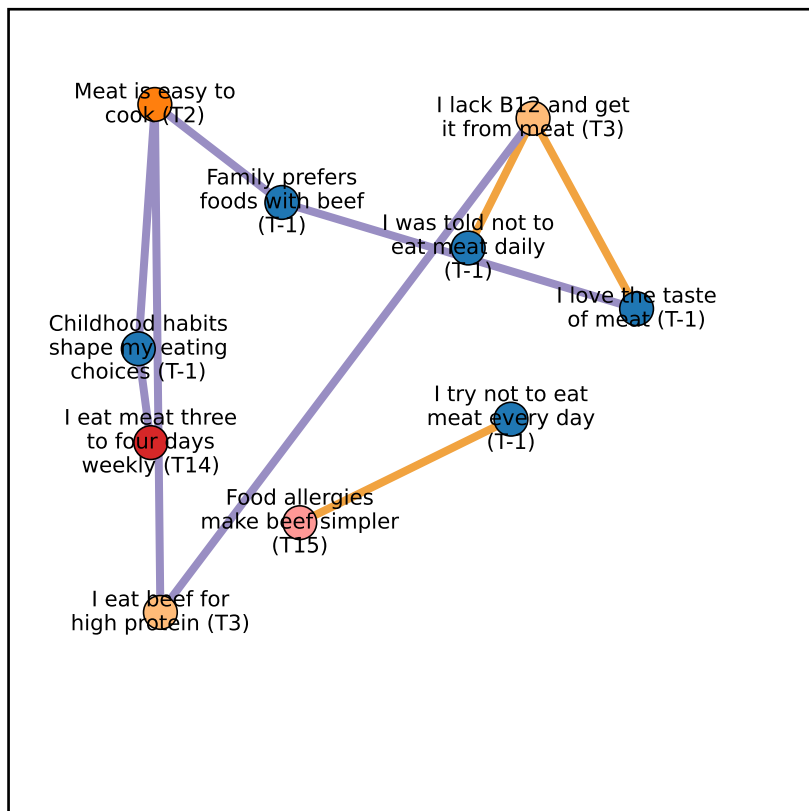 Meat is easy to
cook (T2)
I lack B12 and get
it from meat (T3)
Family prefers
foods with beef
(T-1)
I was told not to
eat meat daily
(T-1)
I love the taste
of meat (T-1)
Childhood habits
shape my eating
choices (T-1)
I try not to eat
meat every day
(T-1)
I eat meat three
to four days
weekly (T14)
Food allergies
make beef simpler
(T15)
I eat beef for
high protein (T3)